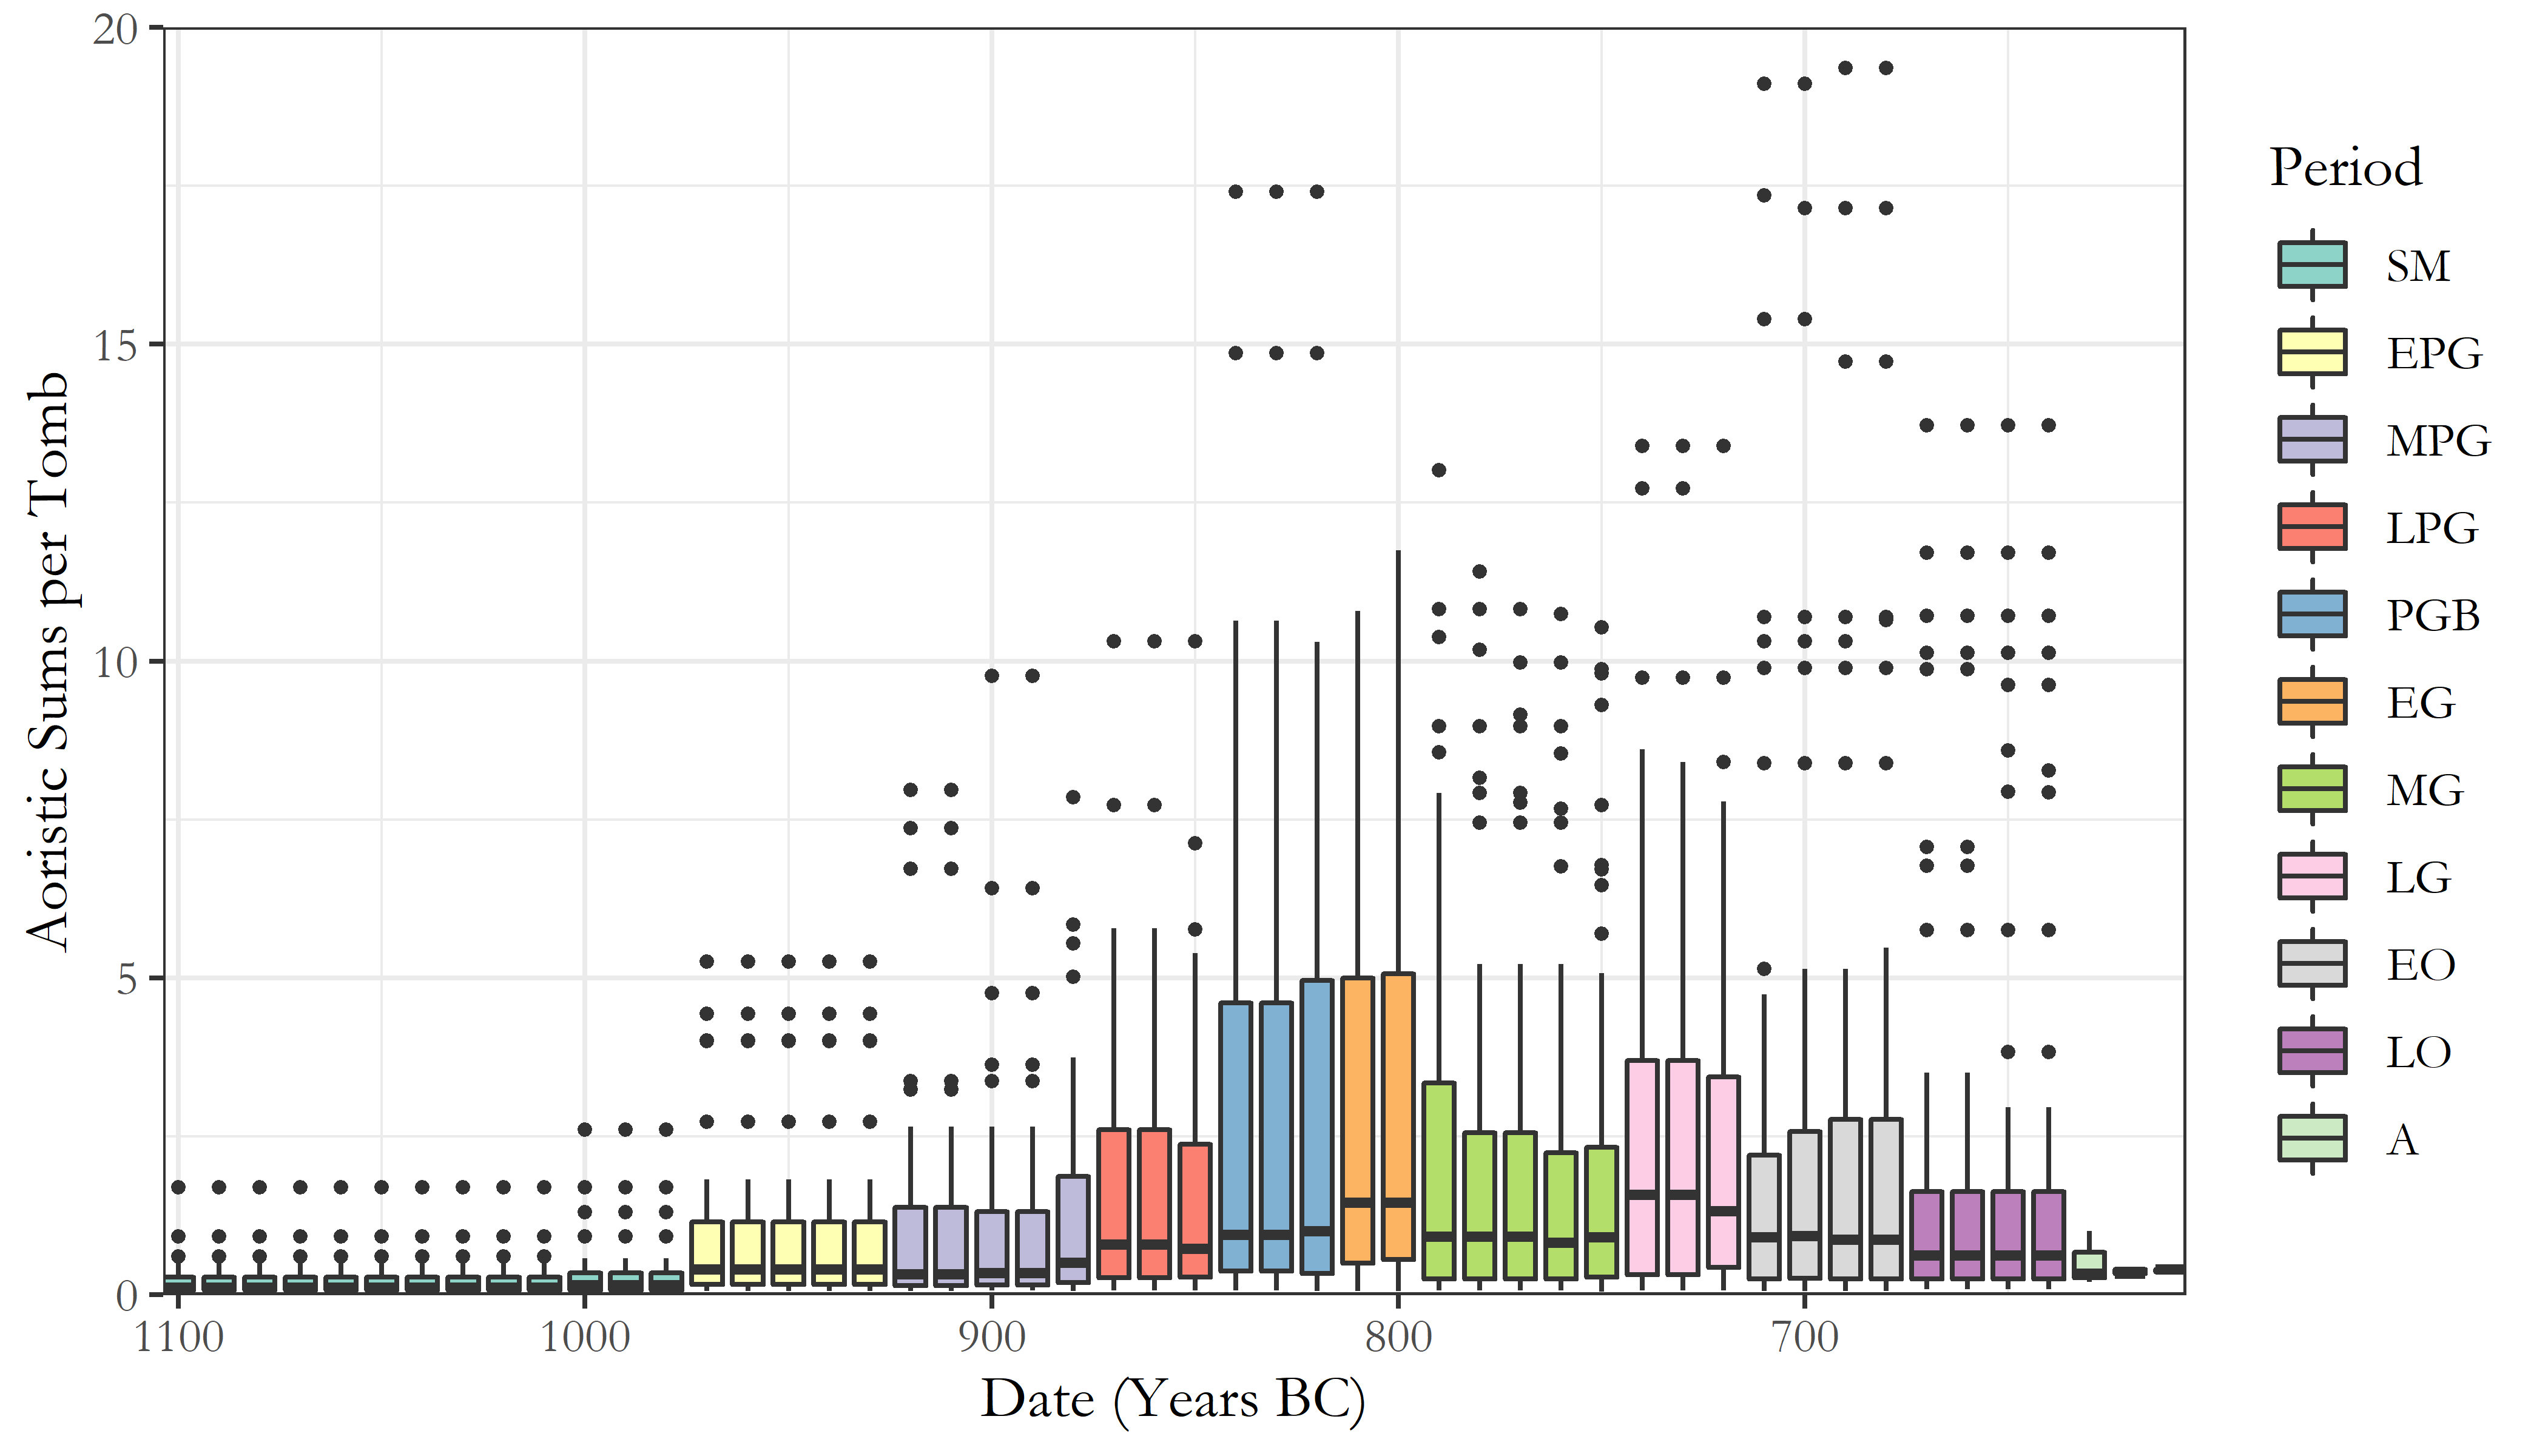 20
15
10
5
0
Aoristic Sums per Tomb
1100 1000 900 800 700
Date (Years BC)
Period
SM
EPG
MPG
LPG
PGB
EG
MG
LG
EO
LO
A